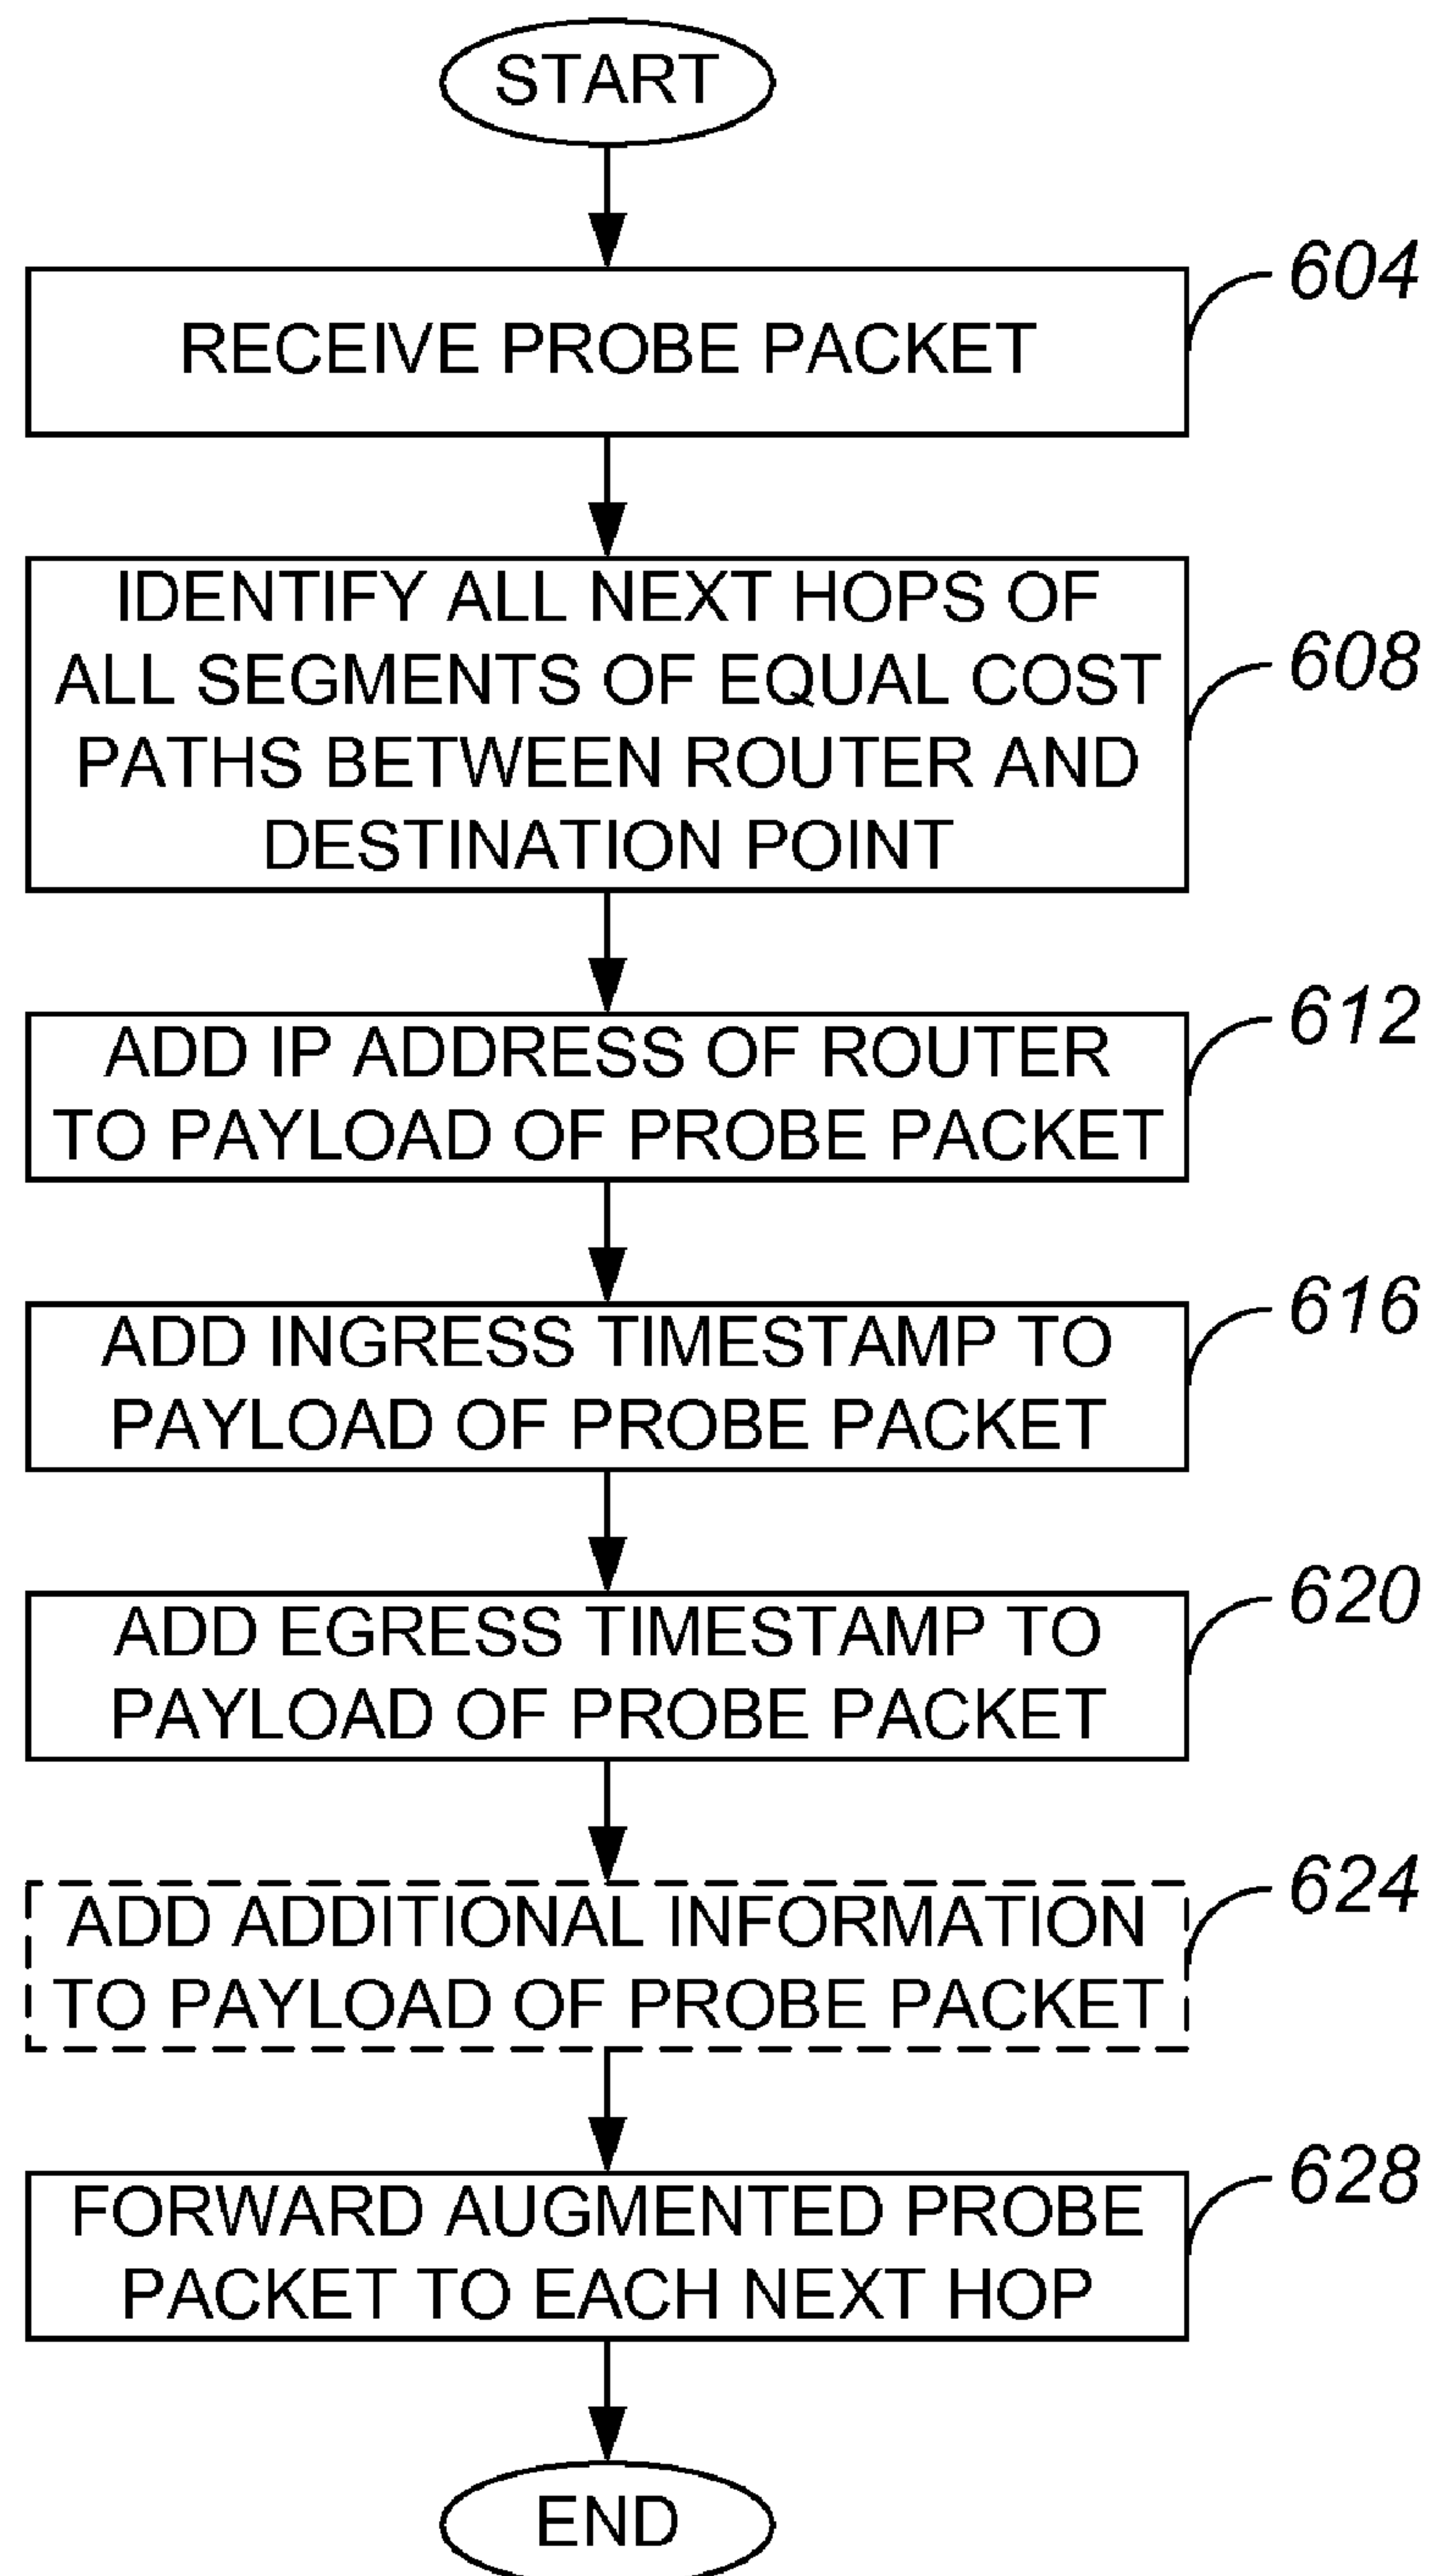 START
RECEIVE PROBE PACKET
604
IDENTIFY ALL NEXT HOPS OF
ALL SEGMENTS OF EQUAL COST
PATHS BETWEEN ROUTER AND
DESTINATION POINT
608
ADD IP ADDRESS OF ROUTER
TO PAYLOAD OF PROBE PACKET
612
ADD INGRESS TIMESTAMP TO
PAYLOAD OF PROBE PACKET
616
ADD EGRESS TIMESTAMP TO
PAYLOAD OF PROBE PACKET
620
ADD ADDITIONAL INFORMATION
TO PAYLOAD OF PROBE PACKET
624
FORWARD AUGMENTED PROBE
PACKET TO EACH NEXT HOP
628
END